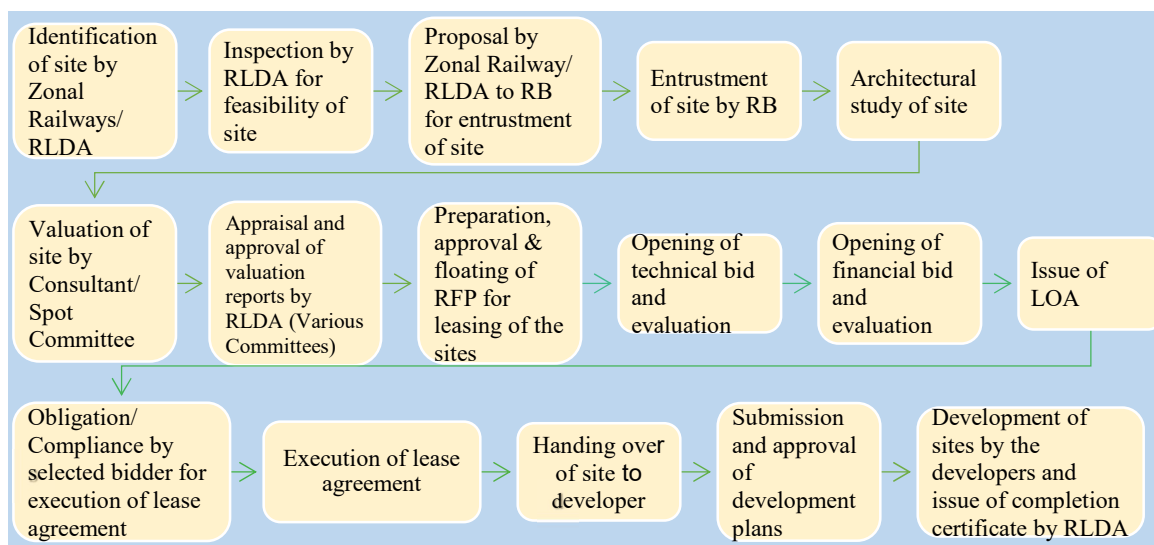 Identification
of site by
Zonal
Railways/
RLDA
Inspection by
RLDA for
feasibility of
site
Proposal by
Zonal Railway/
RLDA to RB
for entrustment
of site
Entrustment
of site by RB
Architectural
study of site
Valuation of
site by
Consultant/
Spot
Committee
Appraisal and
approval of
valuation
reports by
RLDA (Various
Committees)
Preparation,
approval &
floating of
RFP for
leasing of the
sites
Opening of
technical bid
and
evaluation
Opening of
financial bid
and
evaluation
Issue of
LOA
Obligation/
Compliance by
selected bidder for
execution of lease
agreement
Execution of lease
agreement
Handing over
of site to
developer
Submission
and approval
of
development
plans
Development of
sites by the
developers and
issue of completion
certificate by RLDA